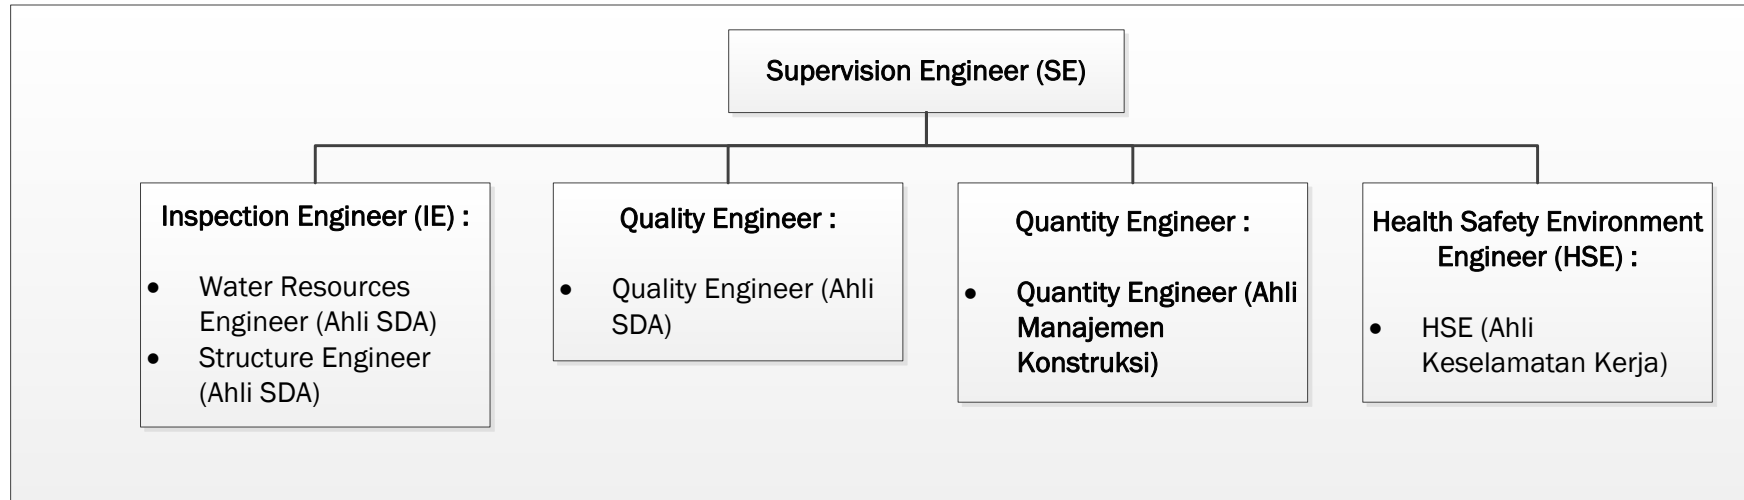 Supervision Engineer (SE)
Inspection Engineer (IE) :
• Water Resources
Engineer (Ahli SDA)
• Structure Engineer
(Ahli SDA)
Quality Engineer :
• Quality Engineer (Ahli
SDA)
Quantity Engineer :
• Quantity Engineer (Ahli
Manajemen
Konstruksi)
Health Safety Environment
Engineer (HSE) :
• HSE (Ahli
Keselamatan Kerja)